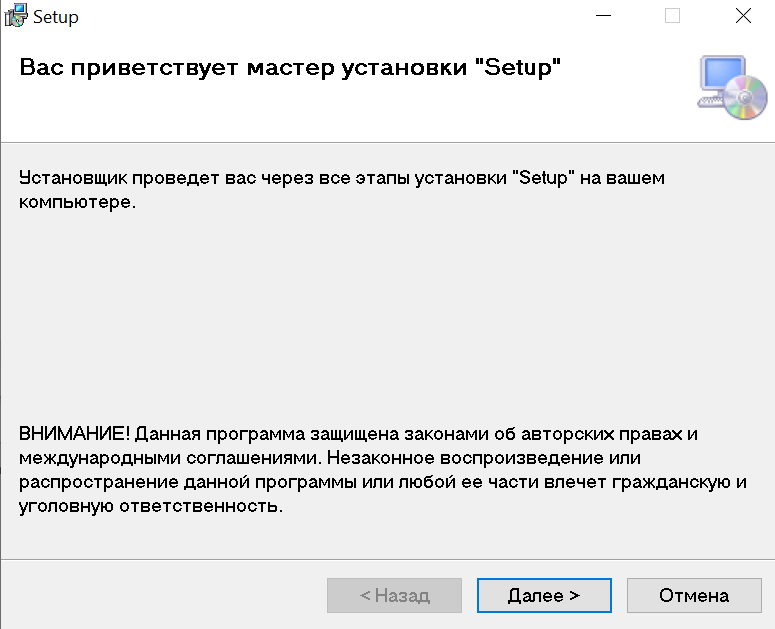 Setup
Вас приветствует мастер установки "Setup"
Установщик проведет вас через все этапы установки "Setup" на вашем
компьютере.
ВНИМАНИЕ! Данная программа защищена законами об авторских правах и
международными соглашениями. Незаконное воспроизведение или
распространение данной программы или любой ее части влечет гражданскую и
уголовную ответственность.
< Назад
Далее >
Отмена